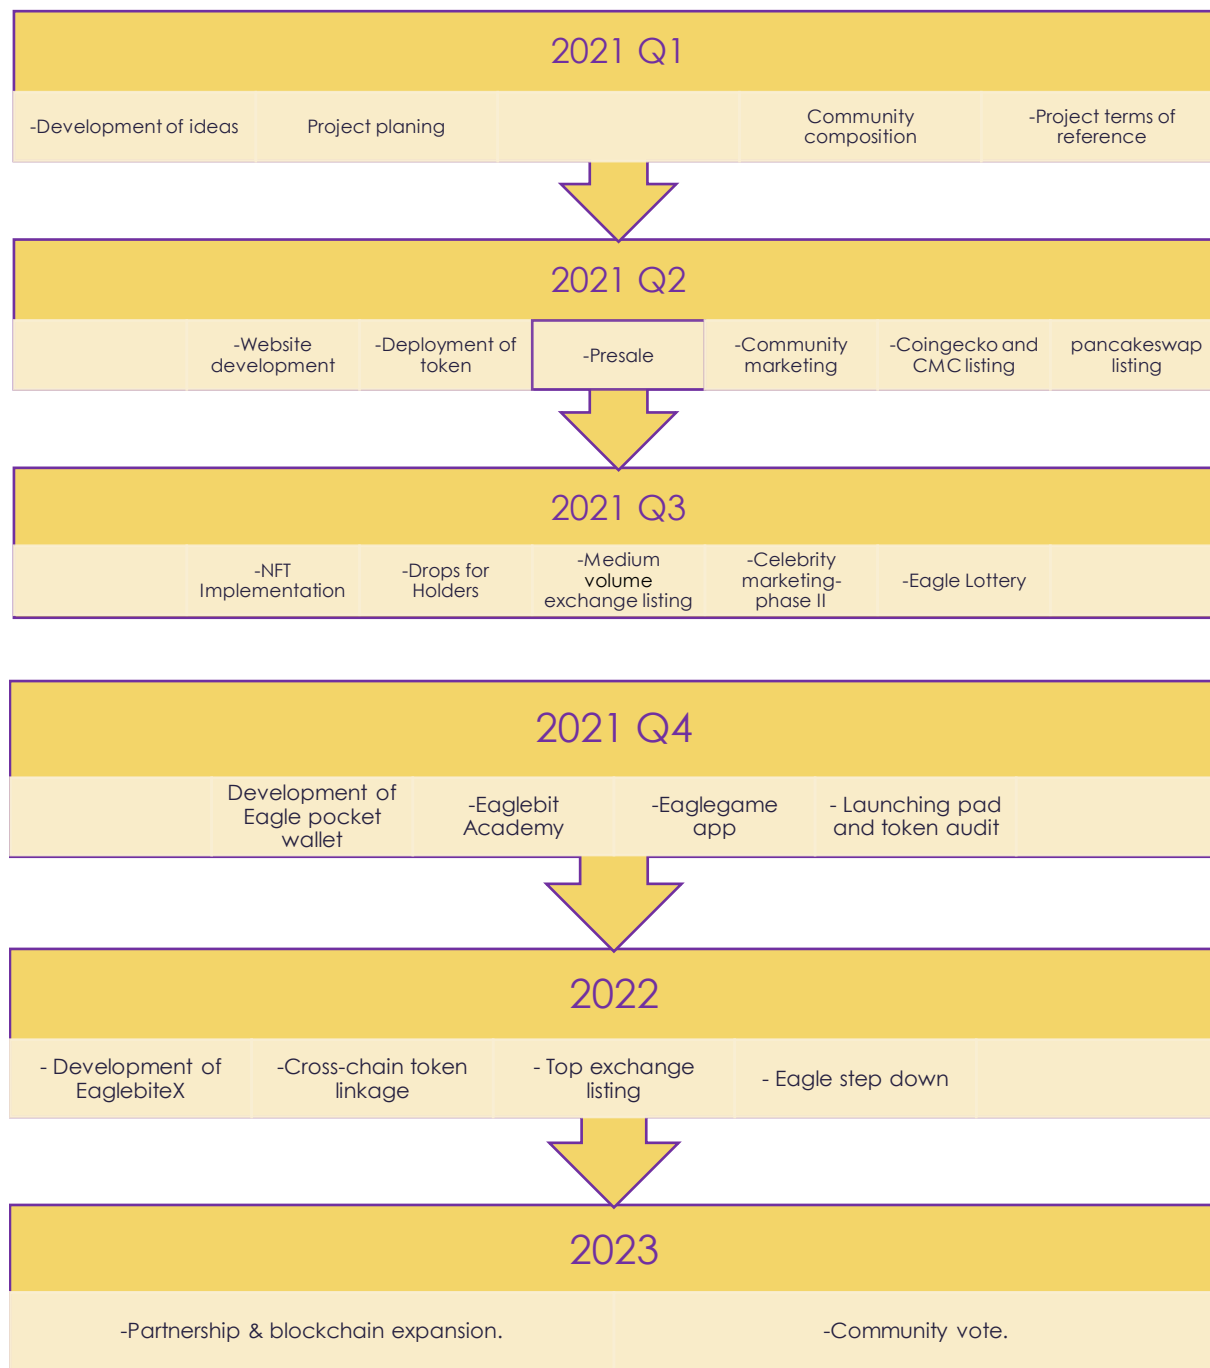 2021 Q1
-Development of ideas
Project planing
Community
composition
-Project terms of
reference
2021 Q2
-Website
development
-Deployment of
token
-Presale
-Community
marketing
-Coingecko and
CMC listing
pancakeswap
listing
2021 Q3
-NFT
Implementation
-Drops for
Holders
-Medium
volume
exchange listing
-Celebrity
marketing-
phase II
-Eagle Lottery
2021 Q4
Development of
Eagle pocket
wallet
-Eaglebit
Academy
-Eaglegame
app
- Launching pad
and token audit
2022
- Development of
EaglebiteX
-Cross-chain token
linkage
- Top exchange
listing
- Eagle step down
2023
-Partnership & blockchain expansion.
-Community vote.